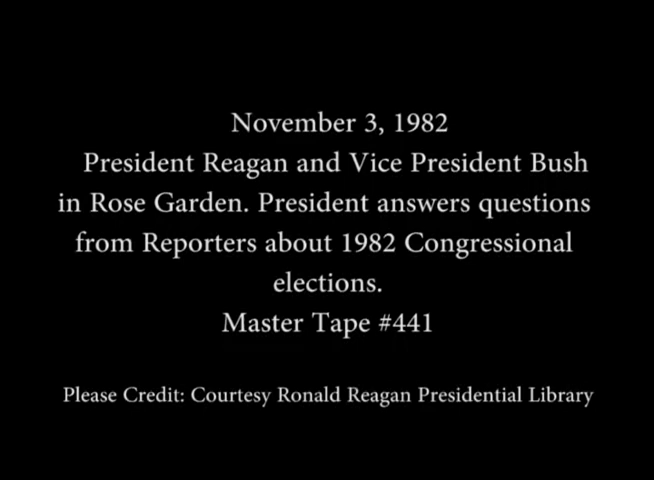 November 3, 1982
President Reagan and Vice President Bush
in Rose Garden. President answers questions
from Reporters about 1982 Congressional
elections.
Master Tape #441
Please Credit: Courtesy Ronald Reagan Presidential Library